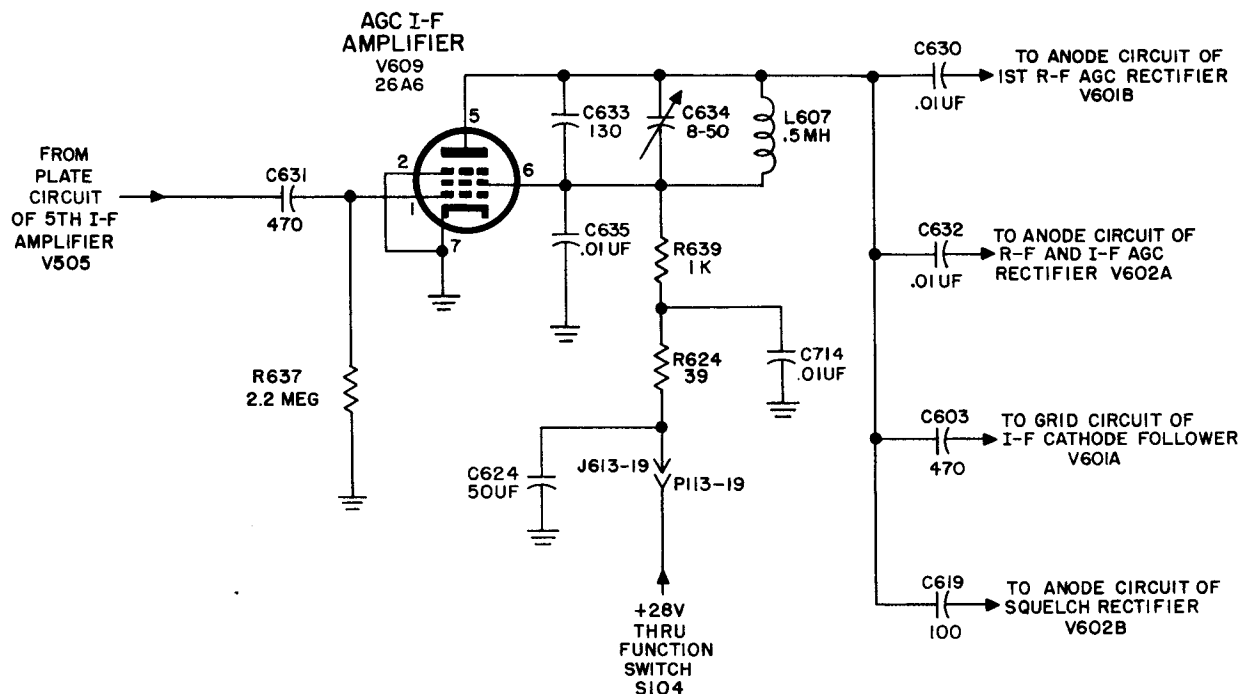 AGC I-F
AMPLIFIER
V609
26A6
5
2
1
6
7
FROM
PLATE
CIRCUIT
OF 5TH I-F
AMPLIFIER
V505
C631
470
R637
2.2 MEG
C633
130
C634
8-50
L607
.5MH
C635
.01UF
R639
1K
R624
39
C714
.01UF
C624
50UF
J613-19
P113-19
+28V
THRU
FUNCTION
SWITCH
S104
C630
.01UF
TO ANODE CIRCUIT OF
1ST R-F AGC RECTIFIER
V601B
C632
.01UF
TO ANODE CIRCUIT OF
R-F AND I-F AGC
RECTIFIER V602A
C603
470
TO GRID CIRCUIT OF
I-F CATHODE FOLLOWER
V601A
C619
100
TO ANODE CIRCUIT OF
SQUELCH RECTIFIER
V602B